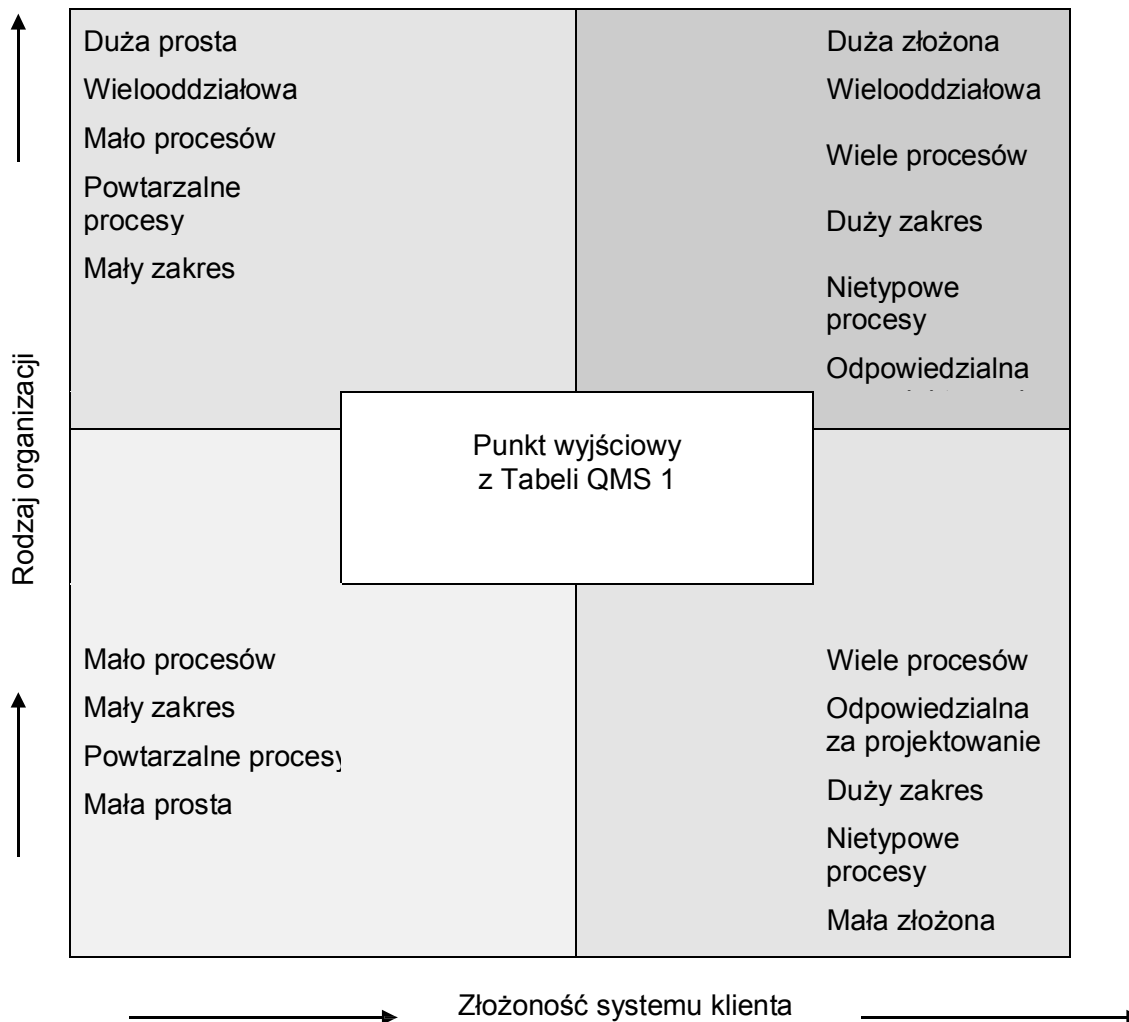 Duża prosta
Wielooddziałowa
Mało procesów
Powtarzalne
procesy
Mały zakres
Duża złożona
Wielooddziałowa
Wiele procesów
Duży zakres
Nietypowe
procesy
Odpowiedzialna
Rodzaj organizacji
Punkt wyjściowy
z Tabeli QMS 1
Mało procesów
Mały zakres
Powtarzalne procesy
Mała prosta
Wiele procesów
Odpowiedzialna
za projektowanie
Duży zakres
Nietypowe
procesy
Mała złożona
Złożoność systemu klienta